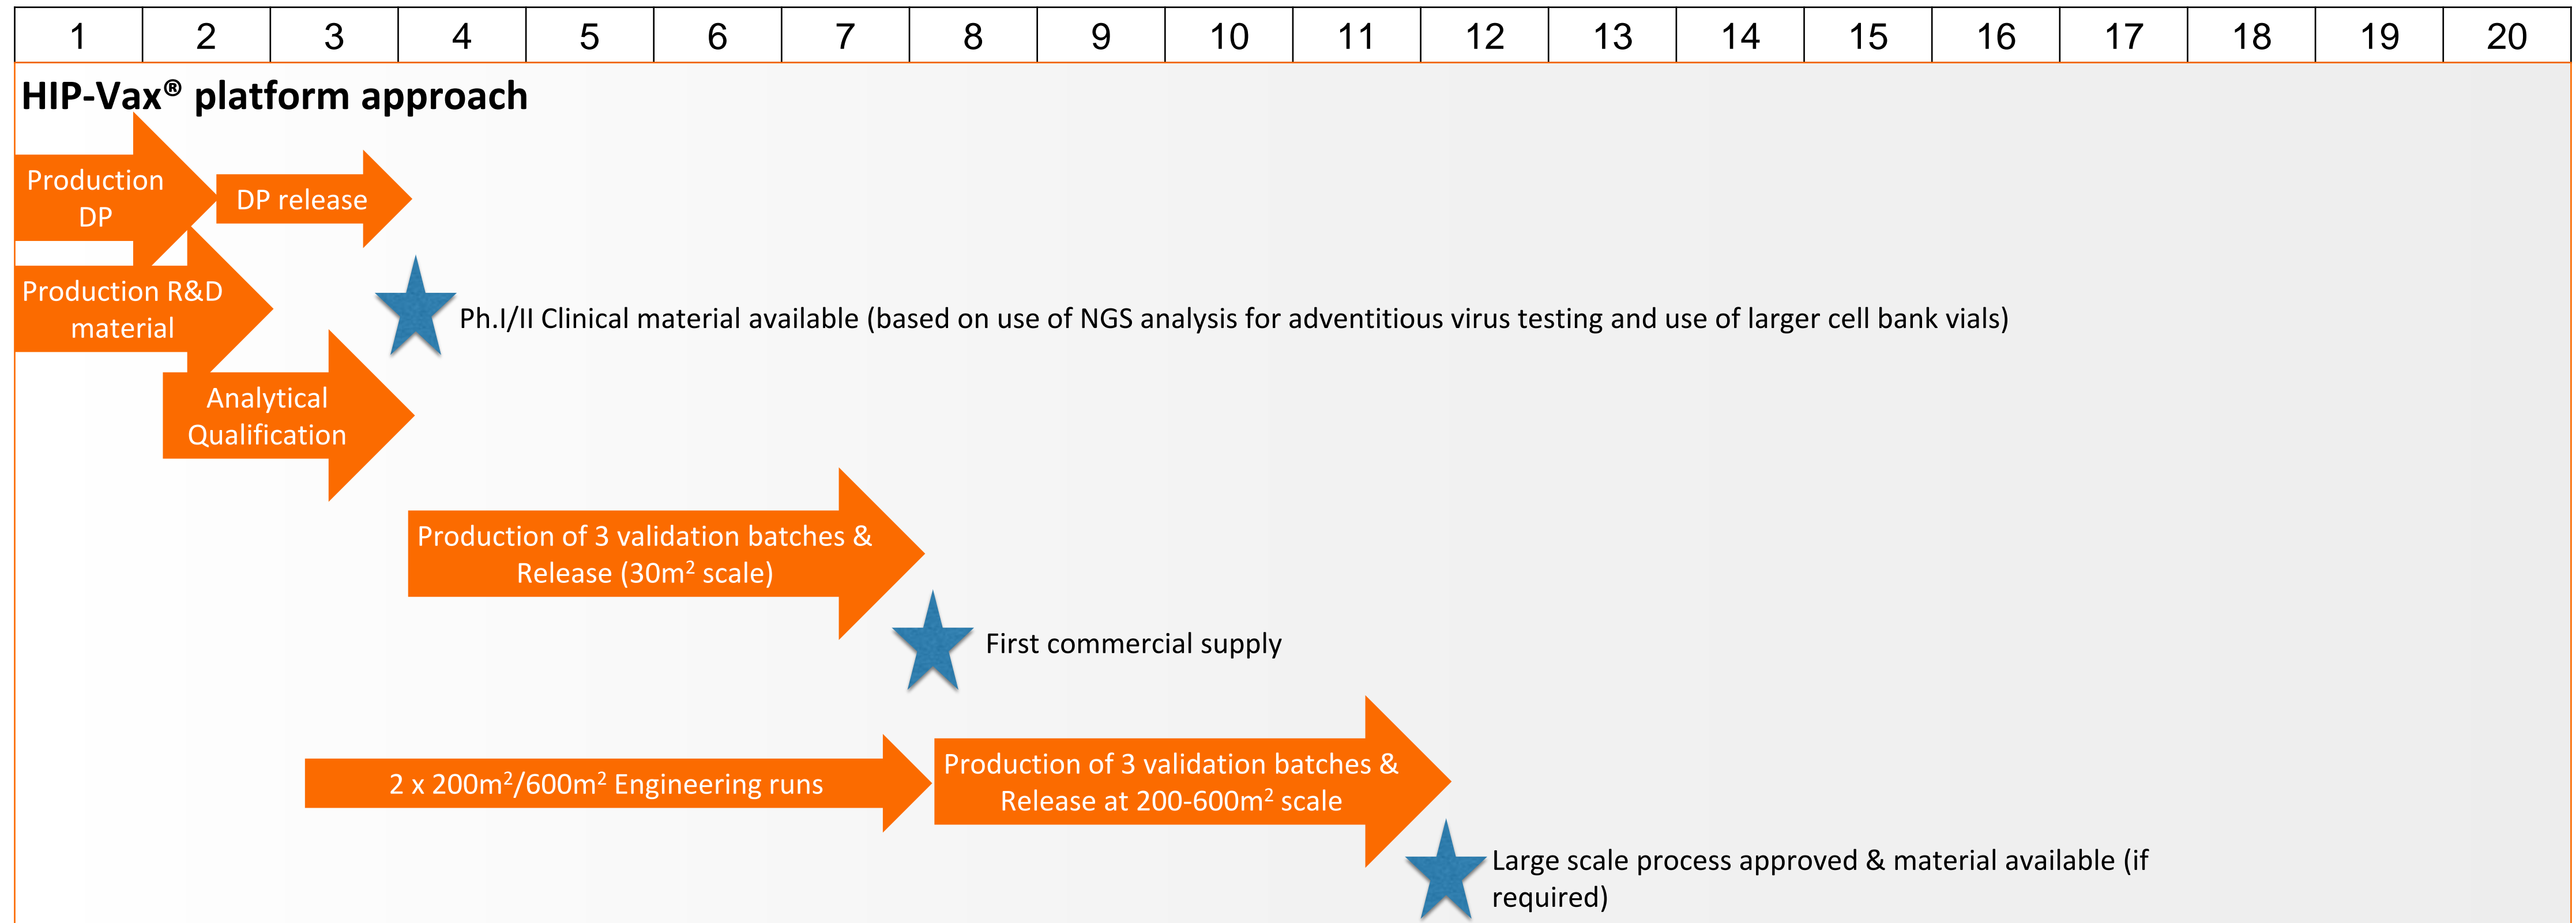 1 2 3 4 5 6 7 8 9 10 11 12 13 14 15 16 17 18 19 20
HIP-Vax® platform approach
Production
DP
DP release
Production R&D
material
Ph.I/II Clinical material available (based on use of NGS analysis for adventitious virus testing and use of larger cell bank vials)
Analytical
Qualification
Production of 3 validation batches &
Release (30m² scale)
First commercial supply
2 x 200m²/600m² Engineering runs
Production of 3 validation batches &
Release at 200-600m² scale
Large scale process approved & material available (if
required)